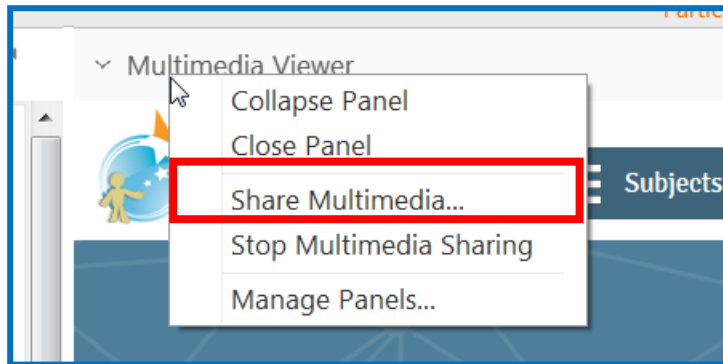 Multimedia Viewer
Collapse Panel
Close Panel
Share Multimedia...
Subjects
Stop Multimedia Sharing
Manage Panels...